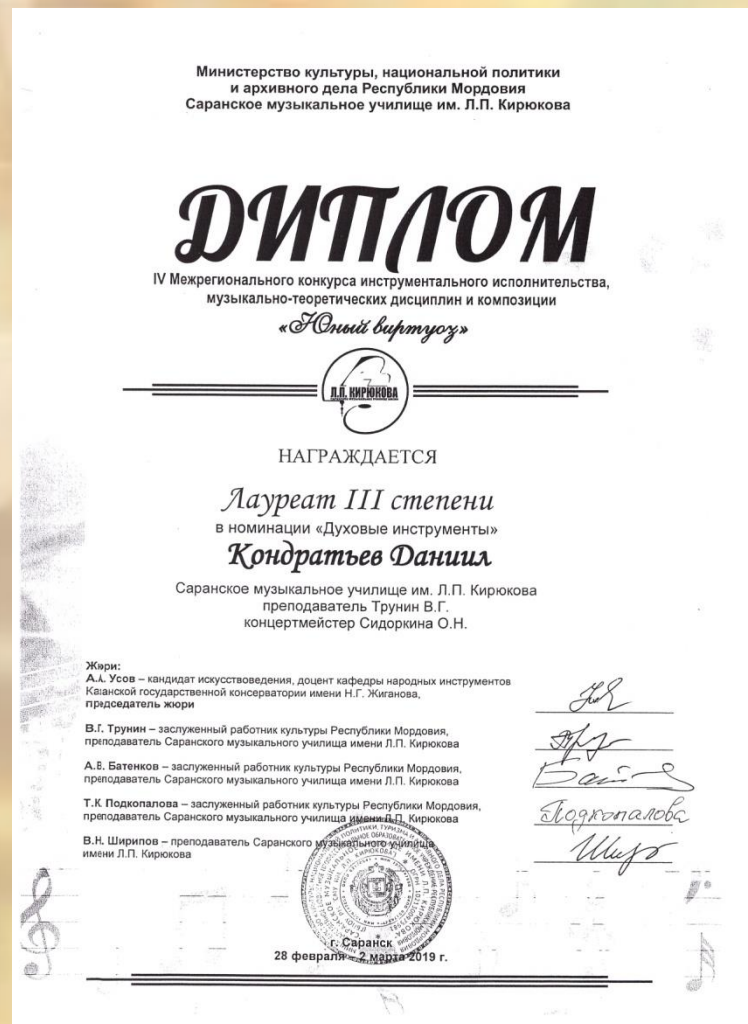 Министерство культуры, национальной политики
и архивного дела Республики Мордовия
Саранское музыкальное училище им. Л.П. Кирюкова
ДИПЛОМ
IV Межрегионального конкурса инструментального исполнительства,
музыкально-теоретических дисциплин и композиции
«Юный виртуоз»
Л.П. КИРЮКОВА
НАГРАЖДАЕТСЯ
Лауреат III степени
в номинации «Духовые инструменты»
Кондратьев Даниил
Саранское музыкальное училище им. Л.П. Кирюкова
преподаватель Трунин В.Г.
концертмейстер Сидоркина О.Н.
Жюри:
А.А. Усов – кандидат искусствоведения, доцент кафедры народных инструментов
Казанской государственной консерватории имени Н.Г. Жиганова,
председатель жюри
В.Г. Трунин – заслуженный работник культуры Республики Мордовия,
преподаватель Саранского музыкального училища имени Л.П. Кирюкова
А.В. Батенков – заслуженный работник культуры Республики Мордовия,
преподаватель Саранского музыкального училища имени Л.П. Кирюкова
Т.К. Подкопалова – заслуженный работник культуры Республики Мордовия,
преподаватель Саранского музыкального училища имени Л.П. Кирюкова
Подкопалова
В.Н. Ширипов – преподаватель Саранского музыкального училища
имени Л.П. Кирюкова
г. Саранск
28 февраля - 2 марта 2019 г.